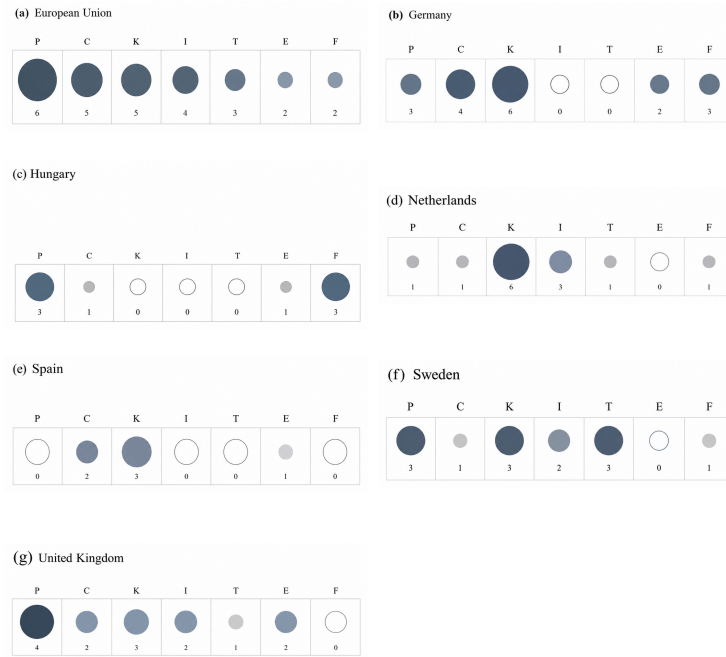 (a) European Union
P C K I T E F
6 5 5 4 3 2 2
(b) Germany
P C K I T E F
3 4 6 0 0 2 3
(c) Hungary
P C K I T E F
3 1 0 0 0 1 3
(d) Netherlands
P C K I T E F
1 1 6 3 1 0 1
(e) Spain
P C K I T E F
0 2 3 0 0 1 0
(f) Sweden
P C K I T E F
3 1 3 2 3 0 1
(g) United Kingdom
P C K I T E F
4 2 3 2 1 2 0